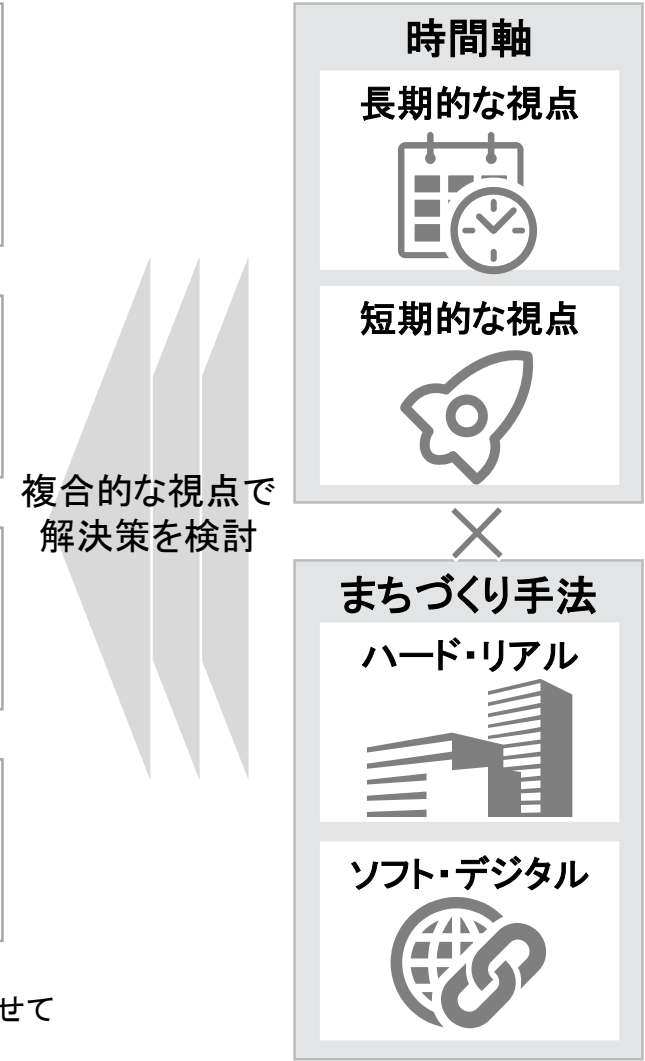 時間軸
長期的な視点
短期的な視点
×
まちづくり手法
ハード・リアル
ソフト・デジタル
複合的な視点で
解決策を検討
せて